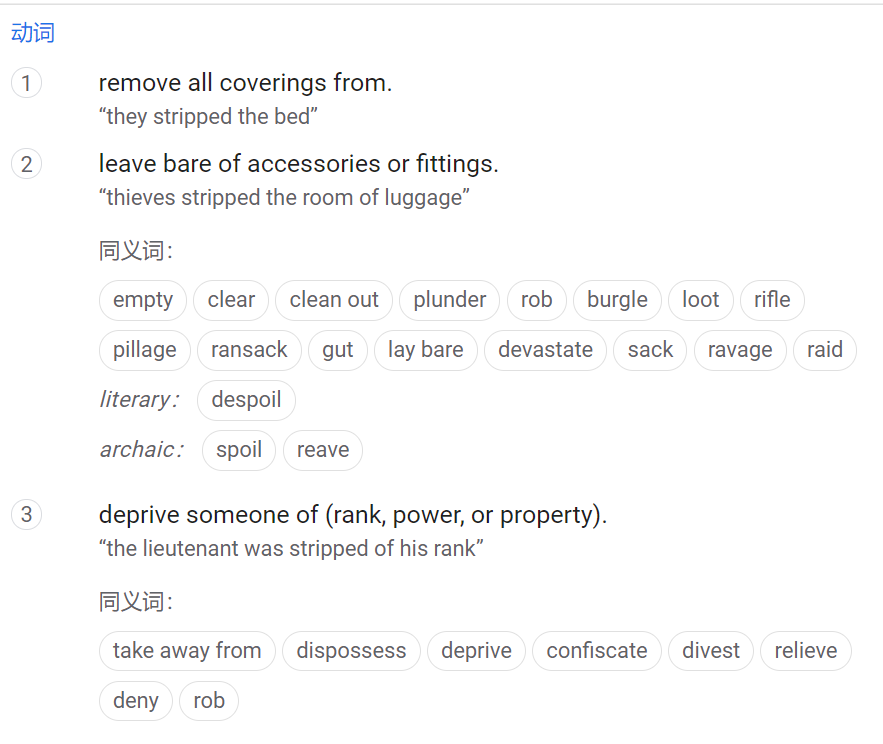 动词
1 remove all coverings from.
“they stripped the bed”
2 leave bare of accessories or fittings.
“thieves stripped the room of luggage”
同义词：
empty clear clean out plunder rob burgle loot rifle
pillage ransack gut lay bare devastate sack ravage raid
literary： despoil
archaic： spoil reave
3 deprive someone of (rank, power, or property).
“the lieutenant was stripped of his rank”
同义词：
take away from dispossess deprive confiscate divest relieve
deny rob